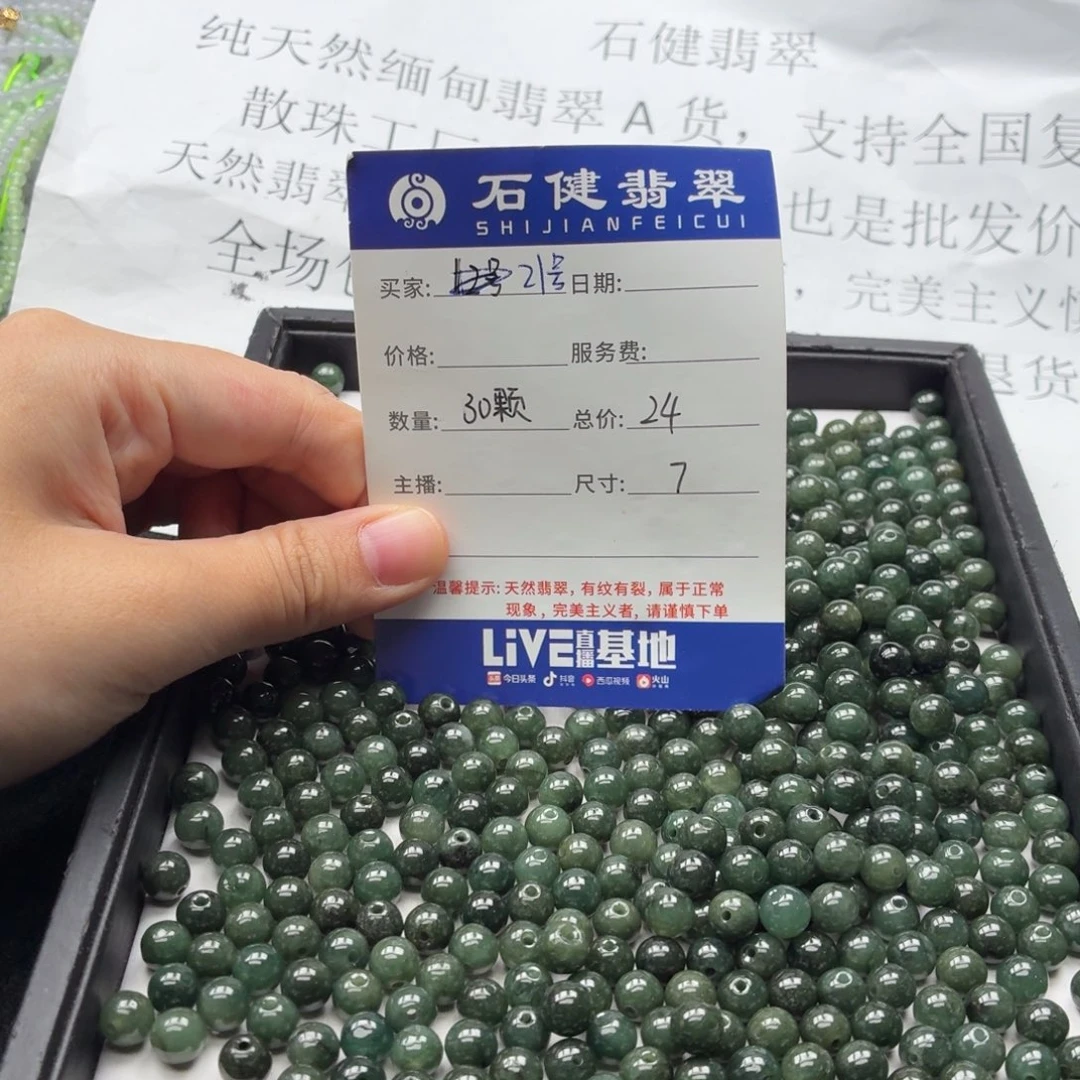 纯天然缅甸翡翠A货，支持全国复
石健翡翠
散珠工厂
天然翡翠
也是批发价
全场
，完美主义慎
退货
石健翡翠
SHIJIANFEICUI
买家: 21号 日期:
价格: 服务费:
数量: 30颗 总价: 24
主播: 尺寸: 7
温馨提示: 天然翡翠，有纹有裂，属于正常
现象，完美主义者，请谨慎下单
LiVE直播基地
今日头条 抖音 西瓜视频 火山